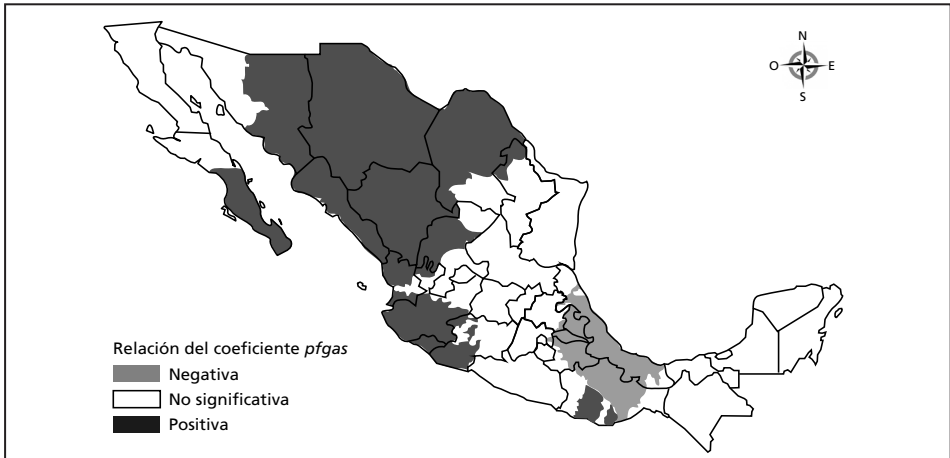 N
O E
S
Relación del coeficiente pfgas
Negativa
No significativa
Positiva